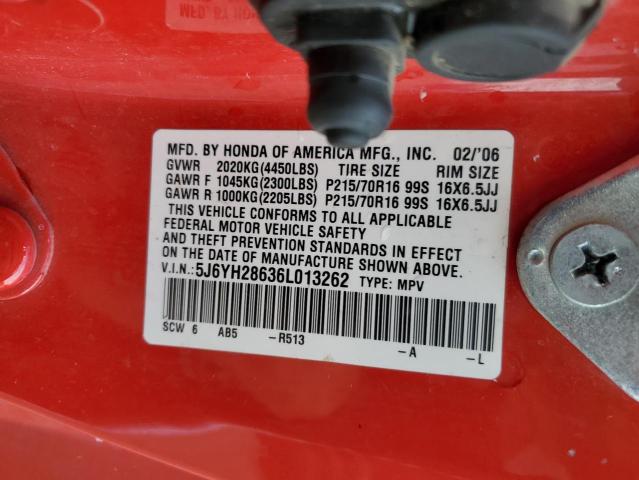 MFD. BY HONDA OF AMERICA MFG., INC. 02/'06
GVWR 2020KG(4450LBS) TIRE SIZE RIM SIZE
GAWR F 1045KG(2300LBS) P215/70R16 99S 16X6.5JJ
GAWR R 1000KG(2205LBS) P215/70R16 99S 16X6.5JJ
THIS VEHICLE CONFORMS TO ALL APPLICABLE
FEDERAL MOTOR VEHICLE SAFETY
AND THEFT PREVENTION STANDARDS IN EFFECT
ON THE DATE OF MANUFACTURE SHOWN ABOVE.
V.I.N.: 5J6YH28636L013262 TYPE: MPV
SCW 6 AB5 -R513 -A -L